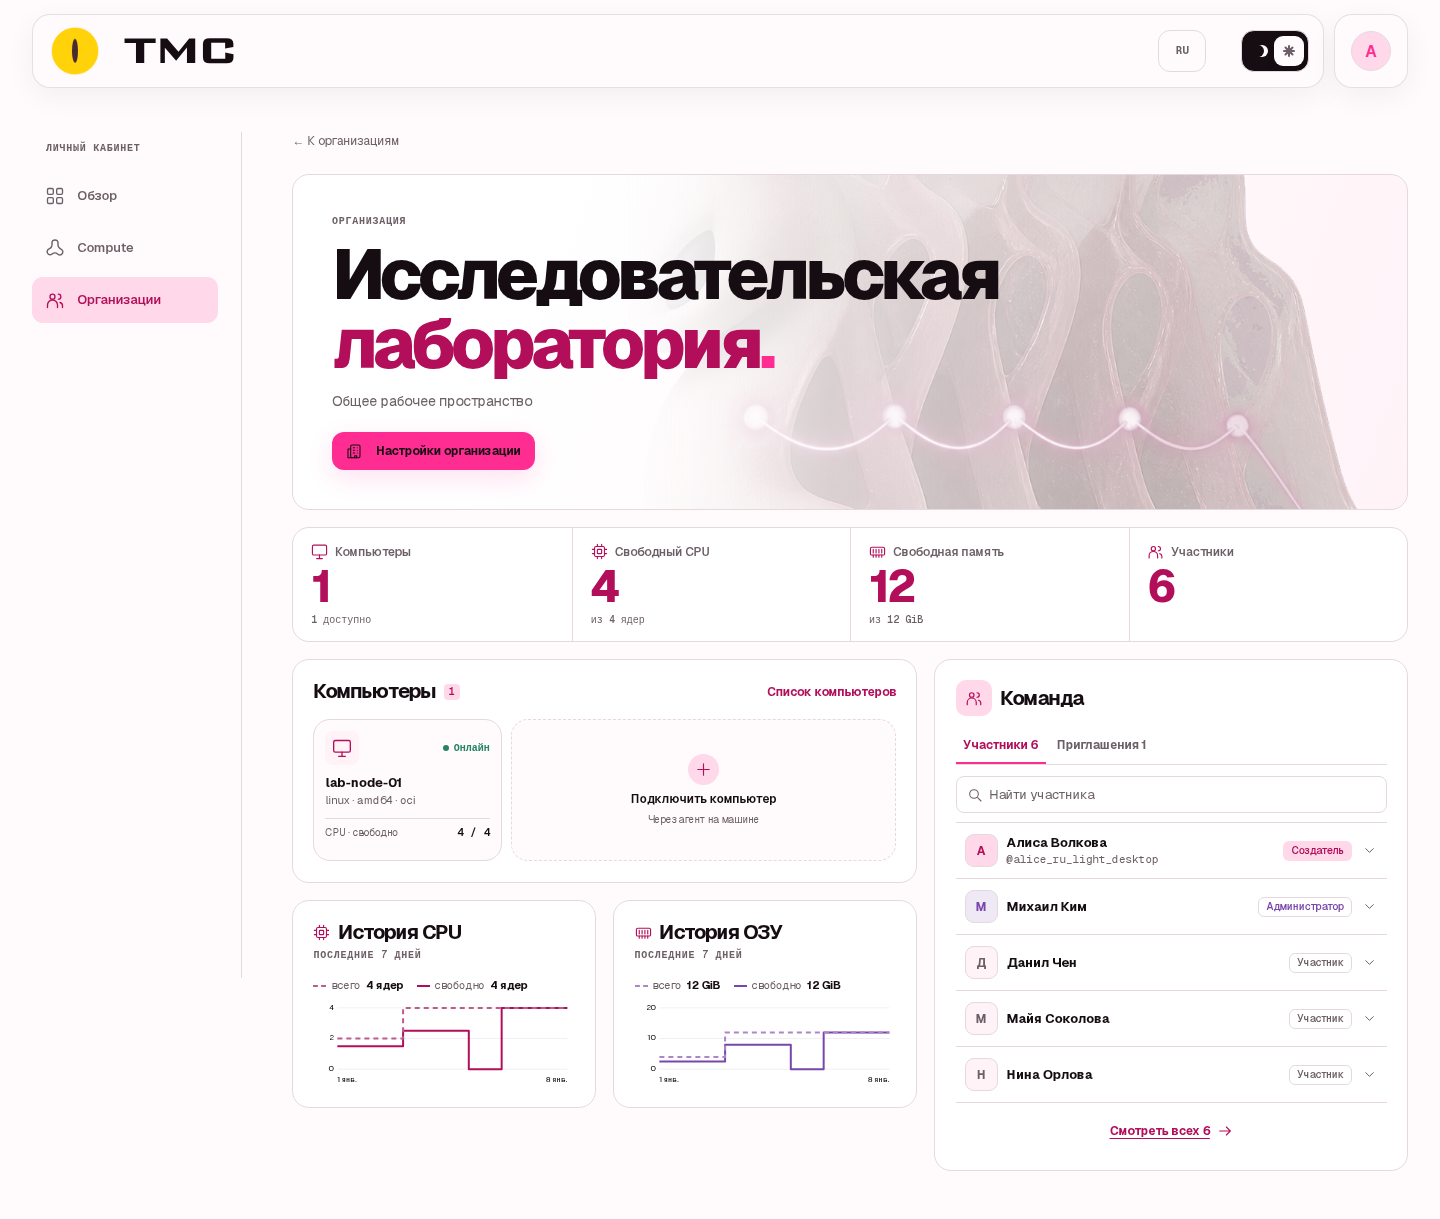 TMC
RU
A
ЛИЧНЫЙ КАБИНЕТ
Обзор
Compute
Организации
← К организациям
ОРГАНИЗАЦИЯ
Исследовательская
лаборатория.
Общее рабочее пространство
Настройки организации
Компьютеры
1
1 доступно
Свободный CPU
4
из 4 ядер
Свободная память
12
из 12 GiB
Участники
6
Компьютеры 1
Список компьютеров
Онлайн
lab-node-01
linux · amd64 · oci
CPU · свободно 4 / 4
Подключить компьютер
Через агент на машине
История CPU
ПОСЛЕДНИЕ 7 ДНЕЙ
всего 4 ядер свободно 4 ядер
4
2
0
1 янв. 8 янв.
История ОЗУ
ПОСЛЕДНИЕ 7 ДНЕЙ
всего 12 GiB свободно 12 GiB
20
10
0
1 янв. 8 янв.
Команда
Участники 6 Приглашения 1
Найти участника
А Алиса Волкова Создатель
@alice_ru_light_desktop
М Михаил Ким Администратор
Д Данил Чен Участник
М Майя Соколова Участник
Н Нина Орлова Участник
Смотреть всех 6 →